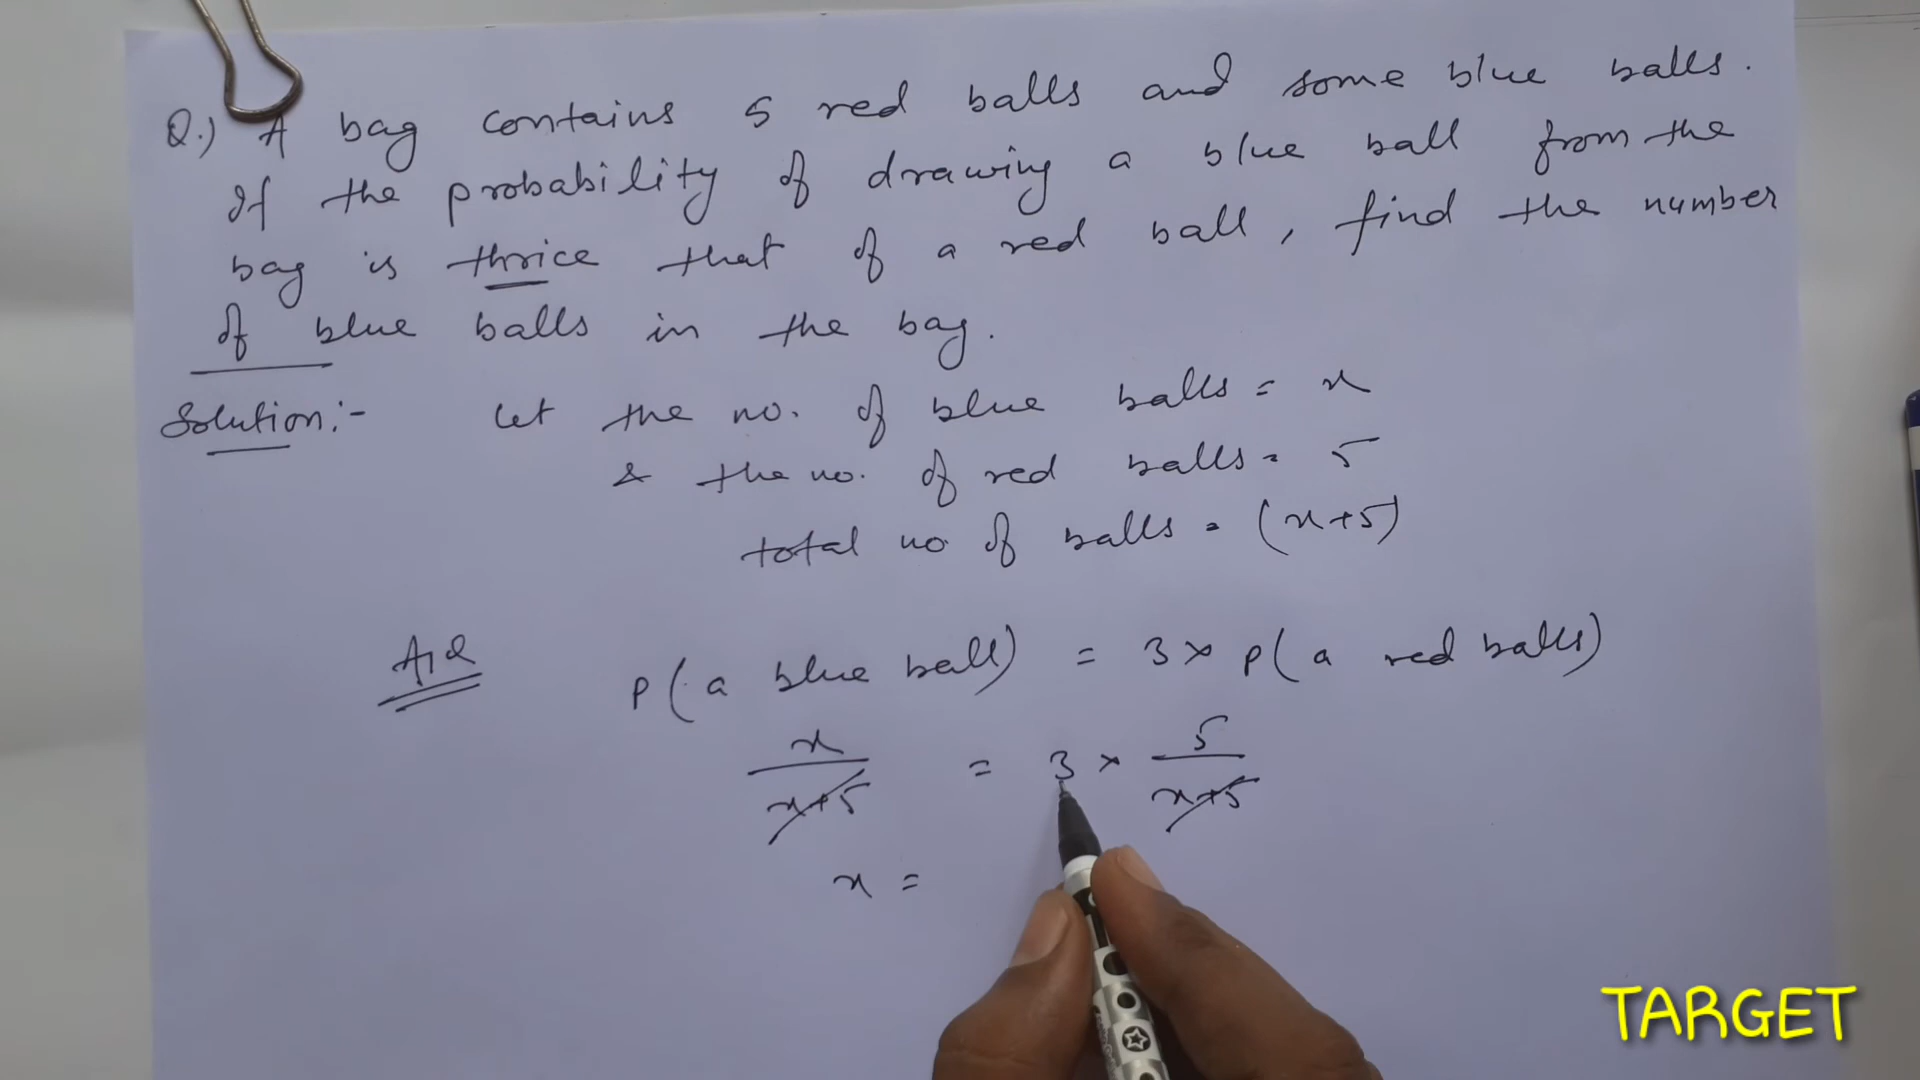 Q.) A bag contains 5 red balls and some blue balls.
If the probability of drawing a blue ball from the
bag is thrice that of a red ball, find the number
of blue balls in the bag.
Solution:- Let the no. of blue balls = x
& the no. of red balls = 5
total no of balls = (x+5)
A/Q P(a blue ball) = 3 × P(a red balls)
x/x+5 = 3 × 5/x+5
x =
TARGET